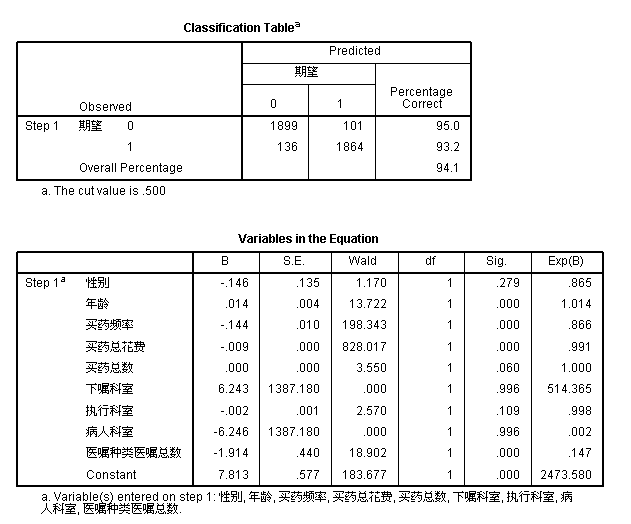 Classification Tablea
Predicted
期望
Percentage Correct
Observed
0
1
Step 1 期望 0 1899 101 95.0
1 136 1864 93.2
Overall Percentage 94.1
a. The cut value is .500
Variables in the Equation
B S.E. Wald df Sig. Exp(B)
Step 1a 性别 -.146 .135 1.170 1 .279 .865
年龄 .014 .004 13.722 1 .000 1.014
买药频率 -.144 .010 198.343 1 .000 .866
买药总花费 -.009 .000 828.017 1 .000 .991
买药总数 .000 .000 3.550 1 .060 1.000
下嘱科室 6.243 1387.180 .000 1 .996 514.365
执行科室 -.002 .001 2.570 1 .109 .998
病人科室 -6.246 1387.180 .000 1 .996 .002
医嘱种类医嘱总数 -1.914 .440 18.902 1 .000 .147
Constant 7.813 .577 183.677 1 .000 2473.580
a. Variable(s) entered on step 1: 性别, 年龄, 买药频率, 买药总花费, 买药总数, 下嘱科室, 执行科室, 病
人科室, 医嘱种类医嘱总数.